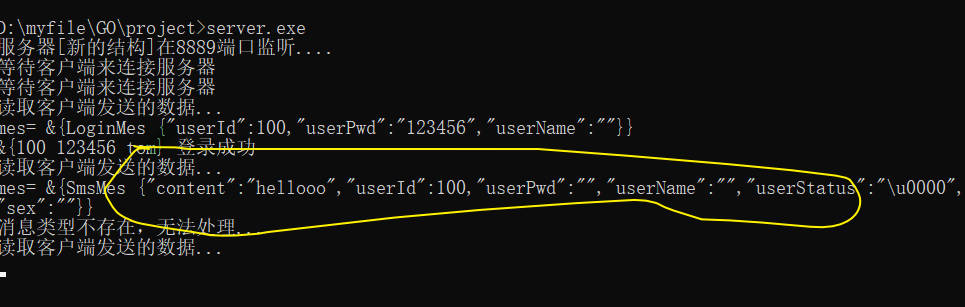 D:\myfile\GO\project>server.exe
服务器[新的结构]在8889端口监听....
等待客户端来连接服务器
等待客户端来连接服务器
读取客户端发送的数据...
mes= &{LoginMes {"userId":100,"userPwd":"123456","userName":""}}
&{100 123456 tom} 登录成功
读取客户端发送的数据...
mes= &{SmsMes {"content":"hellooo","userId":100,"userPwd":"","userName":"","userStatus":"\u0000",
"sex":""}}
消息类型不存在，无法处理...
读取客户端发送的数据...